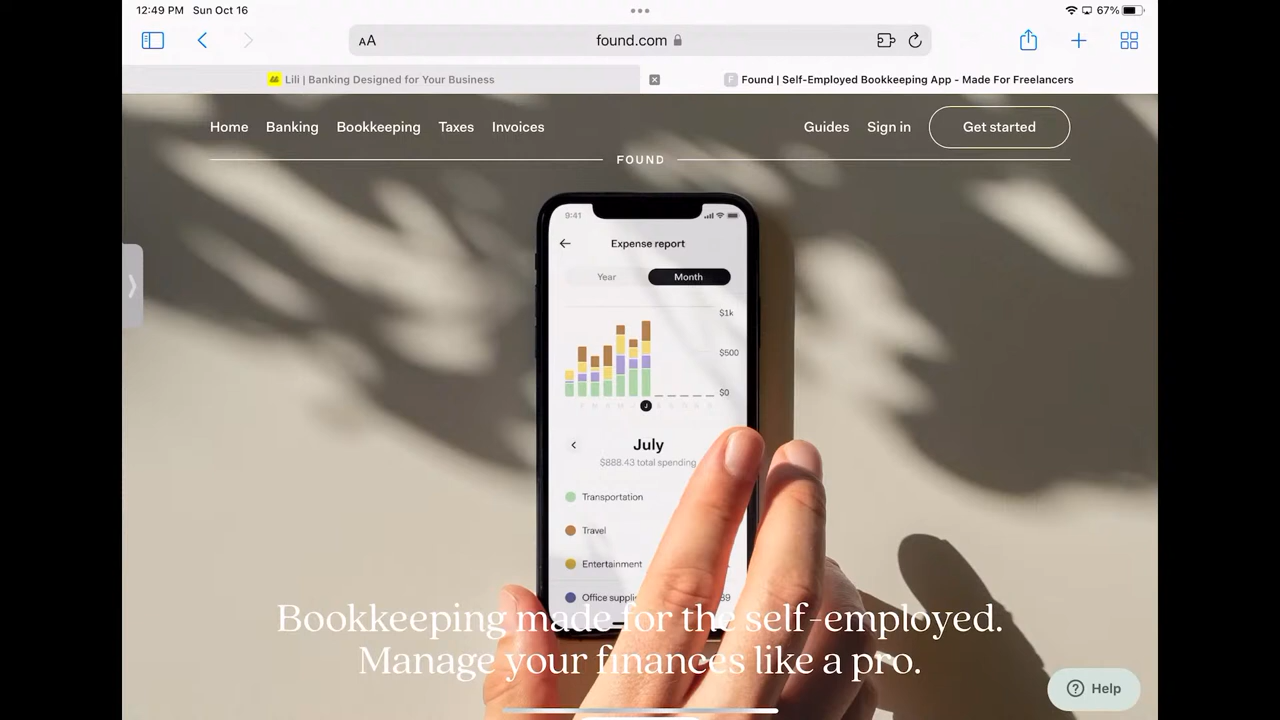 12:49 PM Sun Oct 16
67%
AA
found.com
Lili | Banking Designed for Your Business
F Found | Self-Employed Bookkeeping App - Made For Freelancers
Home Banking Bookkeeping Taxes Invoices
Guides Sign in Get started
FOUND
9:41
Expense report
Year Month
$1k
$500
$0
J
July
$888.43 total spending
Transportation
Travel
Entertainment
Office
Bookkeeping made for the self-employed.
Manage your finances like a pro.
Help